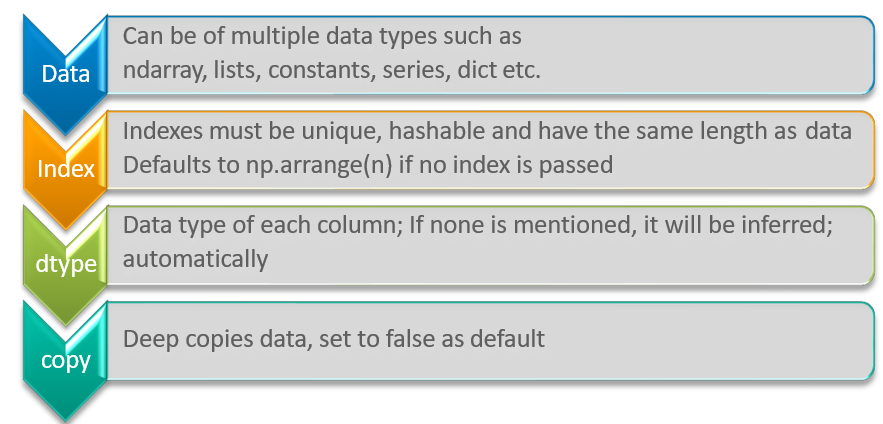 Data
Can be of multiple data types such as
ndarray, lists, constants, series, dict etc.
Index
Indexes must be unique, hashable and have the same length as data
Defaults to np.arrange(n) if no index is passed
dtype
Data type of each column; If none is mentioned, it will be inferred;
automatically
copy
Deep copies data, set to false as default